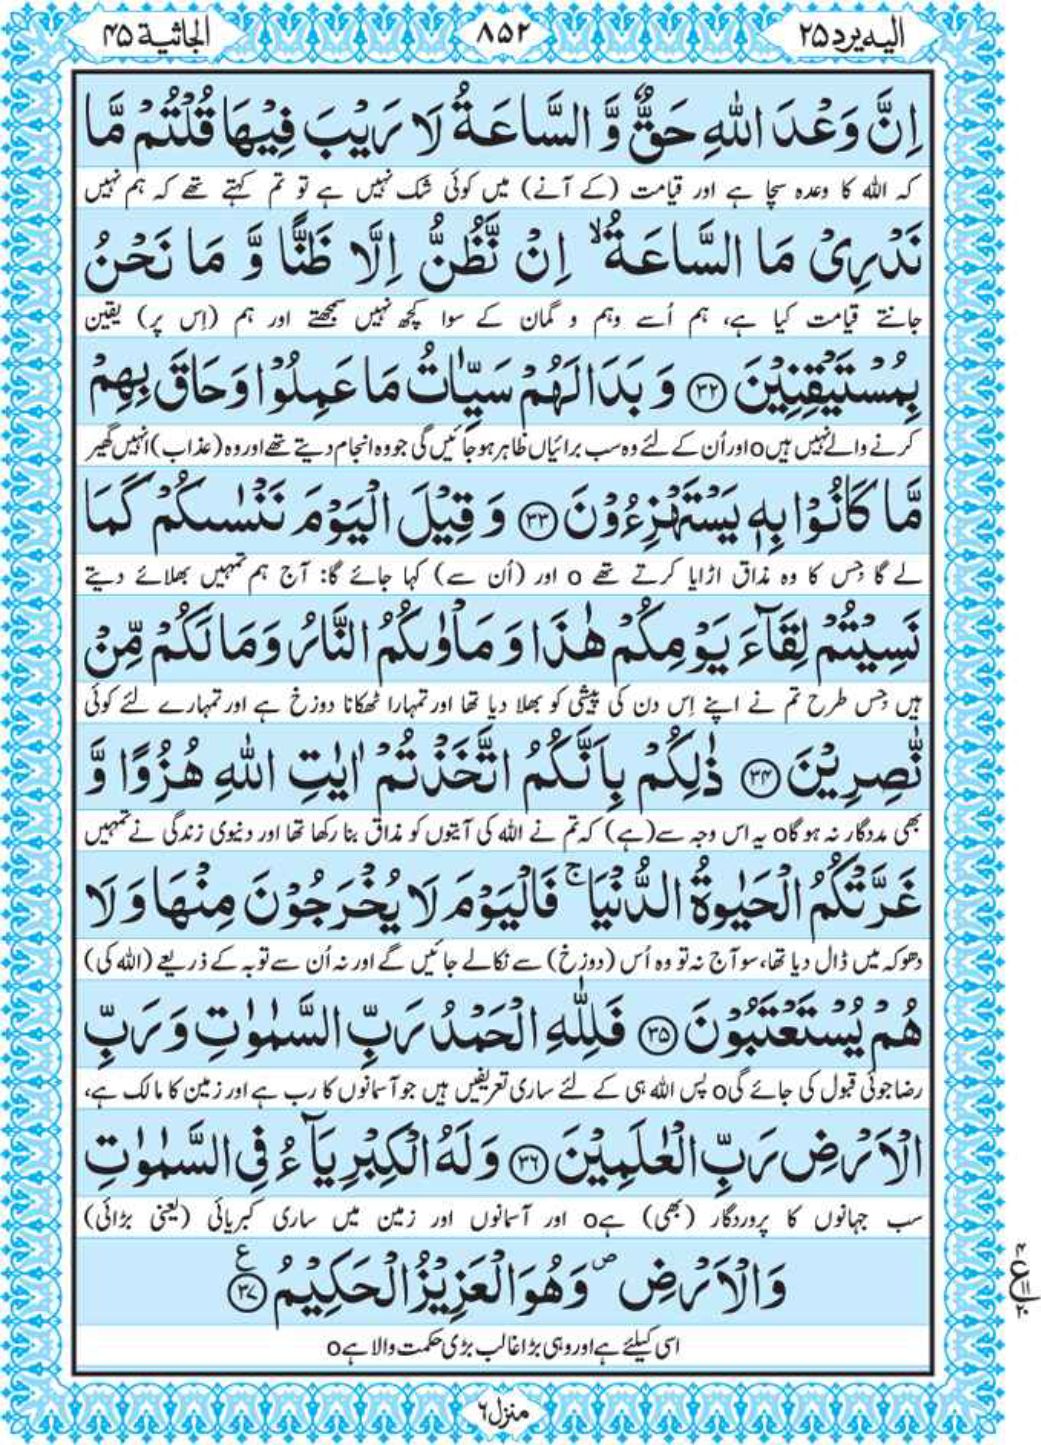 الیہ یرد ۲۵
۸۵۲
الجاثیۃ ۴۵
اِنَّ وَعْدَ اللّٰهِ حَقٌّ وَّ السَّاعَةُ لَا رَيْبَ فِيْهَا قُلْتُمْ مَّا
کہ اللہ کا وعدہ سچا ہے اور قیامت (کے آنے) میں کوئی شک نہیں ہے تو تم کہتے تھے کہ ہم نہیں
نَدْرِيْ مَا السَّاعَةُ ۙ اِنْ نَّظُنُّ اِلَّا ظَنًّا وَّ مَا نَحْنُ
جانتے قیامت کیا ہے، ہم اُسے وہم و گمان کے سوا کچھ نہیں سمجھتے اور ہم (اِس پر) یقین
بِمُسْتَيْقِنِيْنَ ۝۳۲ وَ بَدَا لَهُمْ سَيِّاٰتُ مَا عَمِلُوْا وَ حَاقَ بِهِمْ
کرنے والے نہیں ہیںo اور اُن کے لئے وہ سب برائیاں ظاہر ہو جائیں گی جو وہ انجام دیتے تھے اور وہ (عذاب) انہیں گھیر
مَّا كَانُوْا بِهٖ يَسْتَهْزِءُوْنَ ۝۳۳ وَ قِيْلَ الْيَوْمَ نَنْسٰىكُمْ كَمَا
لے گا جس کا وہ مذاق اڑایا کرتے تھے o اور (اُن سے) کہا جائے گا: آج ہم تمہیں بھلائے دیتے
نَسِيْتُمْ لِقَآءَ يَوْمِكُمْ هٰذَا وَ مَاْوٰىكُمُ النَّارُ وَ مَا لَكُمْ مِّنْ
ہیں جس طرح تم نے اپنے اِس دن کی پیشی کو بھلا دیا تھا اور تمہارا ٹھکانا دوزخ ہے اور تمہارے لئے کوئی
نّٰصِرِيْنَ ۝۳۴ ذٰلِكُمْ بِاَنَّكُمُ اتَّخَذْتُمْ اٰيٰتِ اللّٰهِ هُزُوًا وَّ
بھی مددگار نہ ہوگاo یہ اس وجہ سے (ہے) کہ تم نے اللہ کی آیتوں کو مذاق بنا رکھا تھا اور دنیوی زندگی نے تمہیں
غَرَّتْكُمُ الْحَيٰوةُ الدُّنْيَا ۚ فَالْيَوْمَ لَا يُخْرَجُوْنَ مِنْهَا وَ لَا
دھوکہ میں ڈال دیا تھا، سو آج نہ تو وہ اُس (دوزخ) سے نکالے جائیں گے اور نہ اُن سے توبہ کے ذریعے (اللہ کی)
هُمْ يُسْتَعْتَبُوْنَ ۝۳۵ فَلِلّٰهِ الْحَمْدُ رَبِّ السَّمٰوٰتِ وَ رَبِّ
رضا جوئی قبول کی جائے گیo پس اللہ ہی کے لئے ساری تعریفیں ہیں جو آسمانوں کا رب ہے اور زمین کا مالک ہے،
الْاَرْضِ رَبِّ الْعٰلَمِيْنَ ۝۳۶ وَ لَهُ الْكِبْرِيَآءُ فِي السَّمٰوٰتِ
سب جہانوں کا پروردگار (بھی) ہےo اور آسمانوں اور زمین میں ساری کبریائی (یعنی بڑائی)
وَ الْاَرْضِ ۪ وَ هُوَ الْعَزِيْزُ الْحَكِيْمُ ۝۳۷ ع
اسی کیلئے ہے اور وہی بڑا غالب بڑی حکمت والا ہےo
۴
ع
۱۱
۲۰
منزل ۶